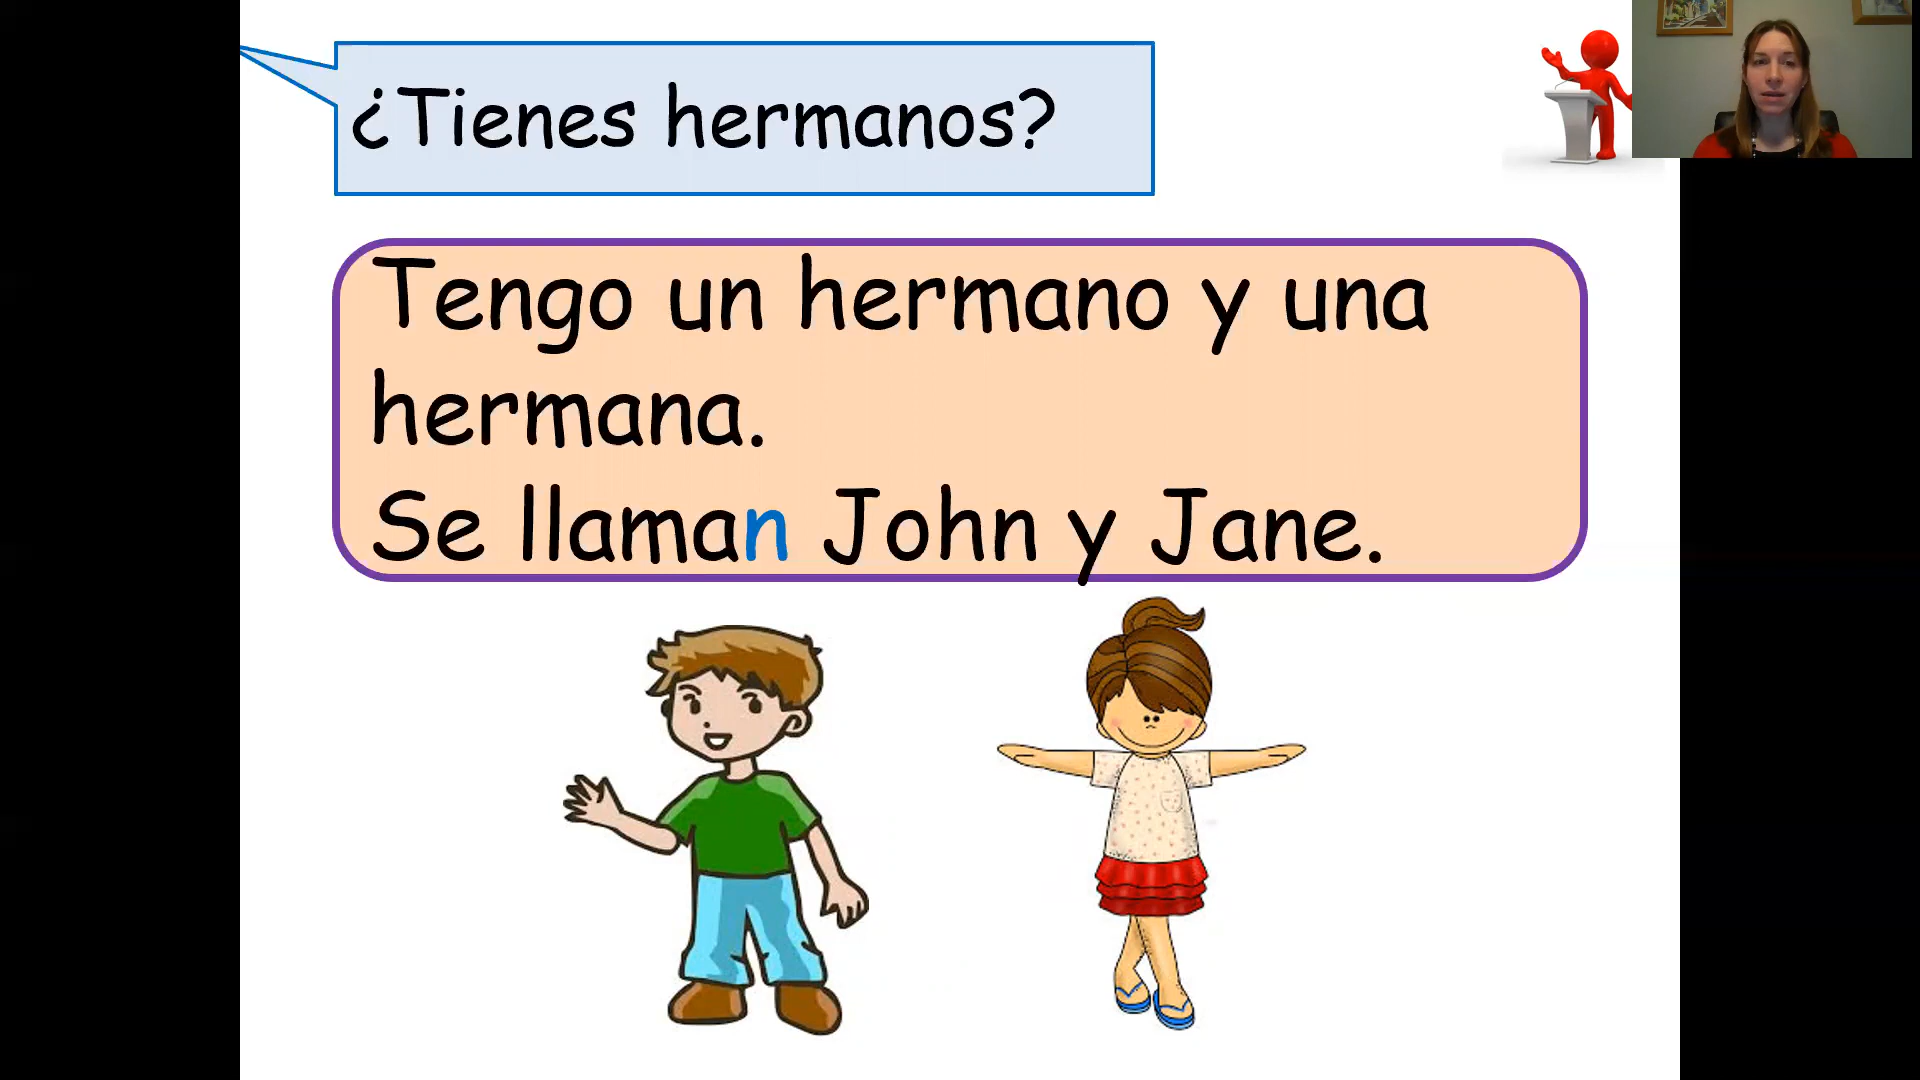 ¿Tienes hermanos?
Tengo un hermano y una
hermana.
Se llaman John y Jane.